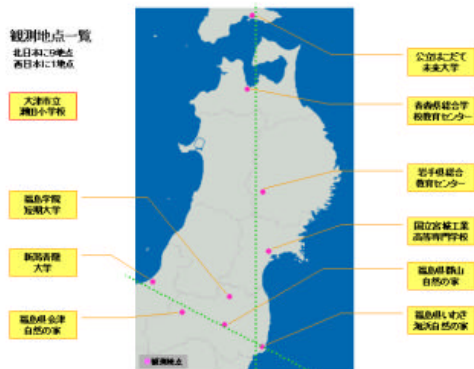 観測地点一覧
北日本に9地点
西日本に1地点
大津市立
瀬田小学校
公立はこだて
未来大学
青森県総合学
校教育センター
岩手県総合
教育センター
福島学院
短期大学
国立宮城工業
高等専門学校
新潟青陵
大学
福島県郡山
自然の家
福島県会津
自然の家
福島県いわき
海浜自然の家
観測地点